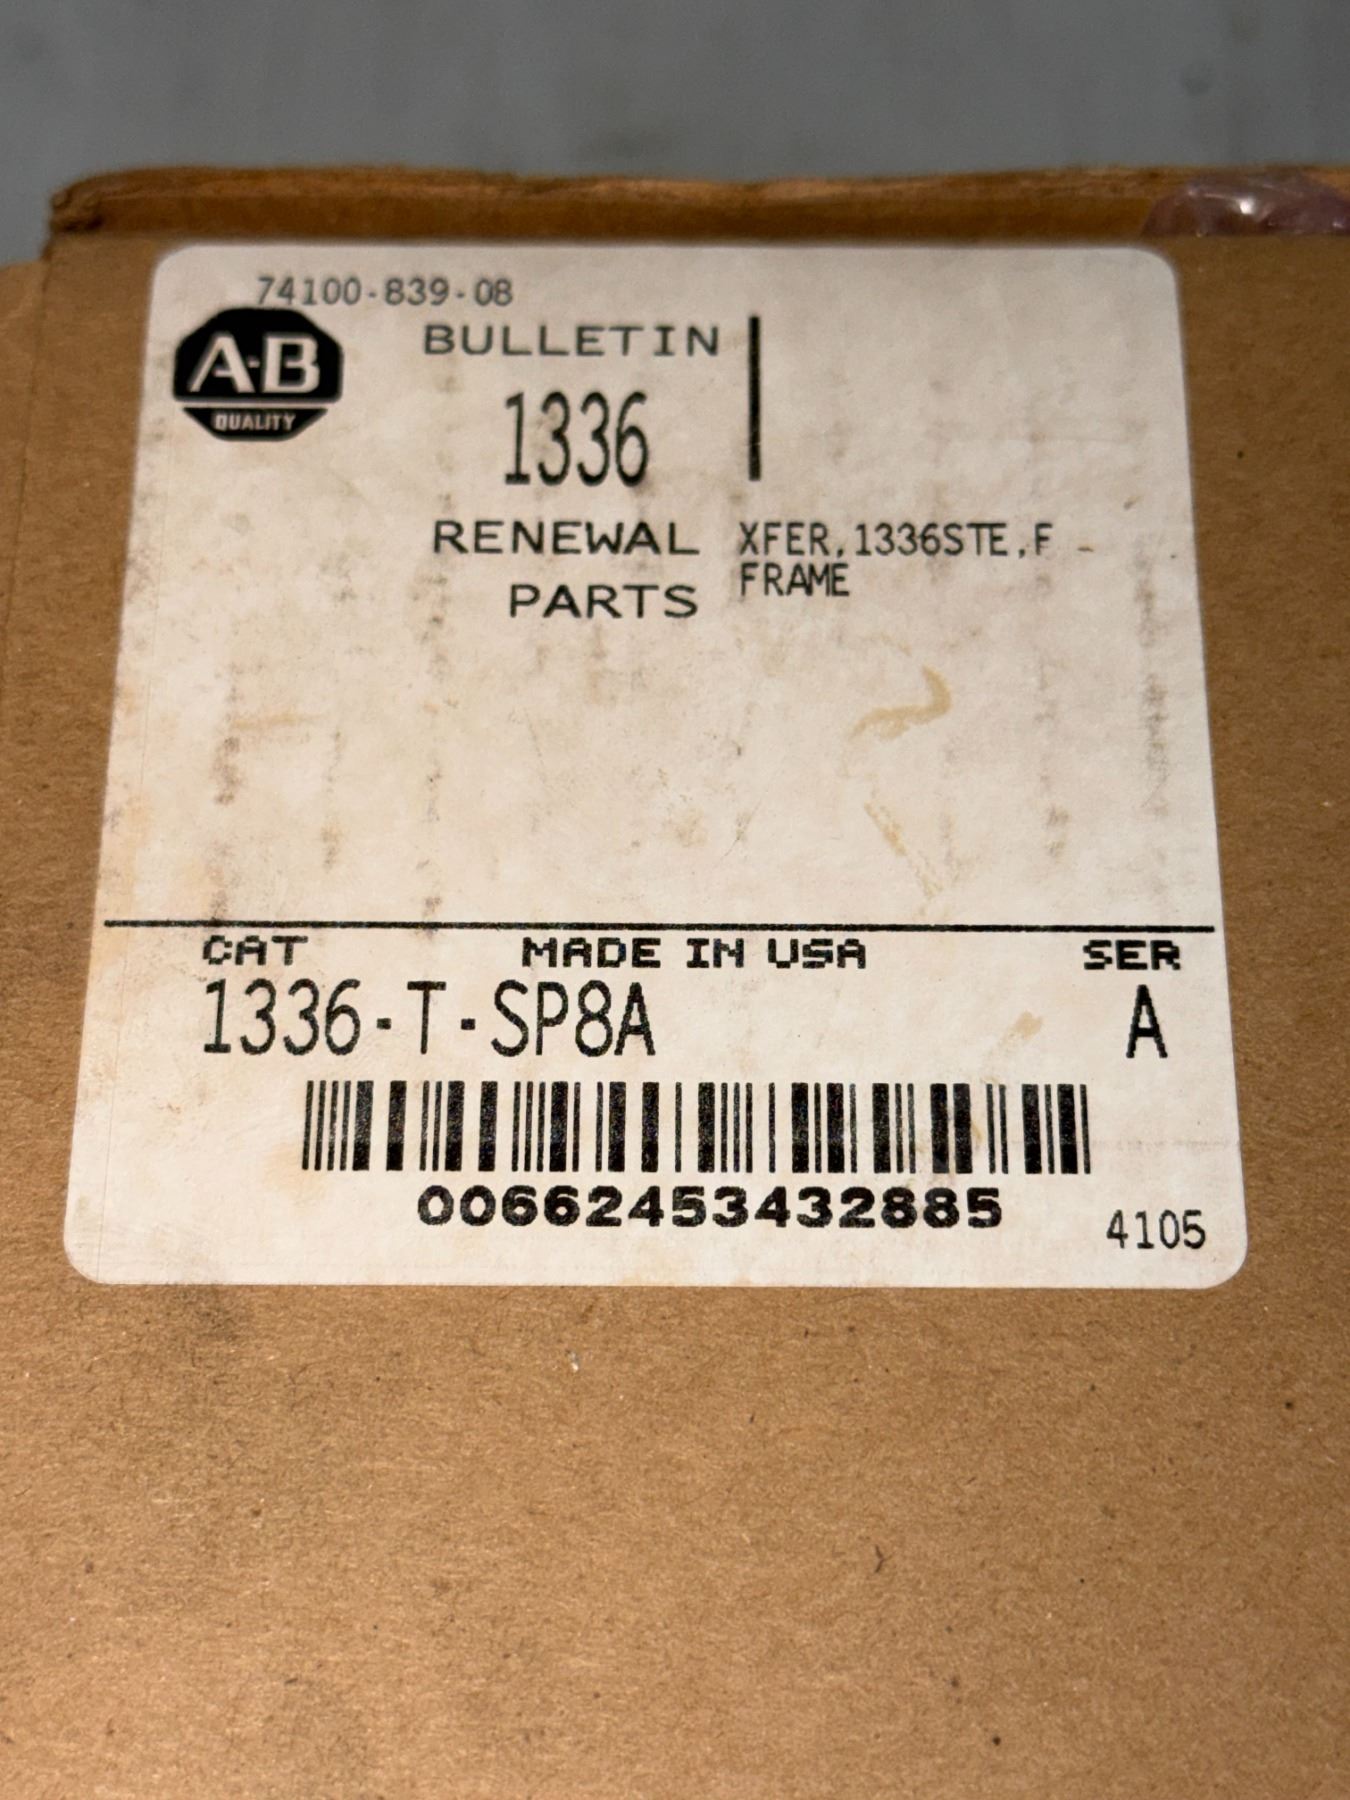 74100-839-08
A-B
QUALITY
BULLETIN
1336
RENEWAL
PARTS
XFER,1336STE,F
FRAME
CAT
MADE IN USA
SER
1336-T-SP8A
A
00662453432885
4105